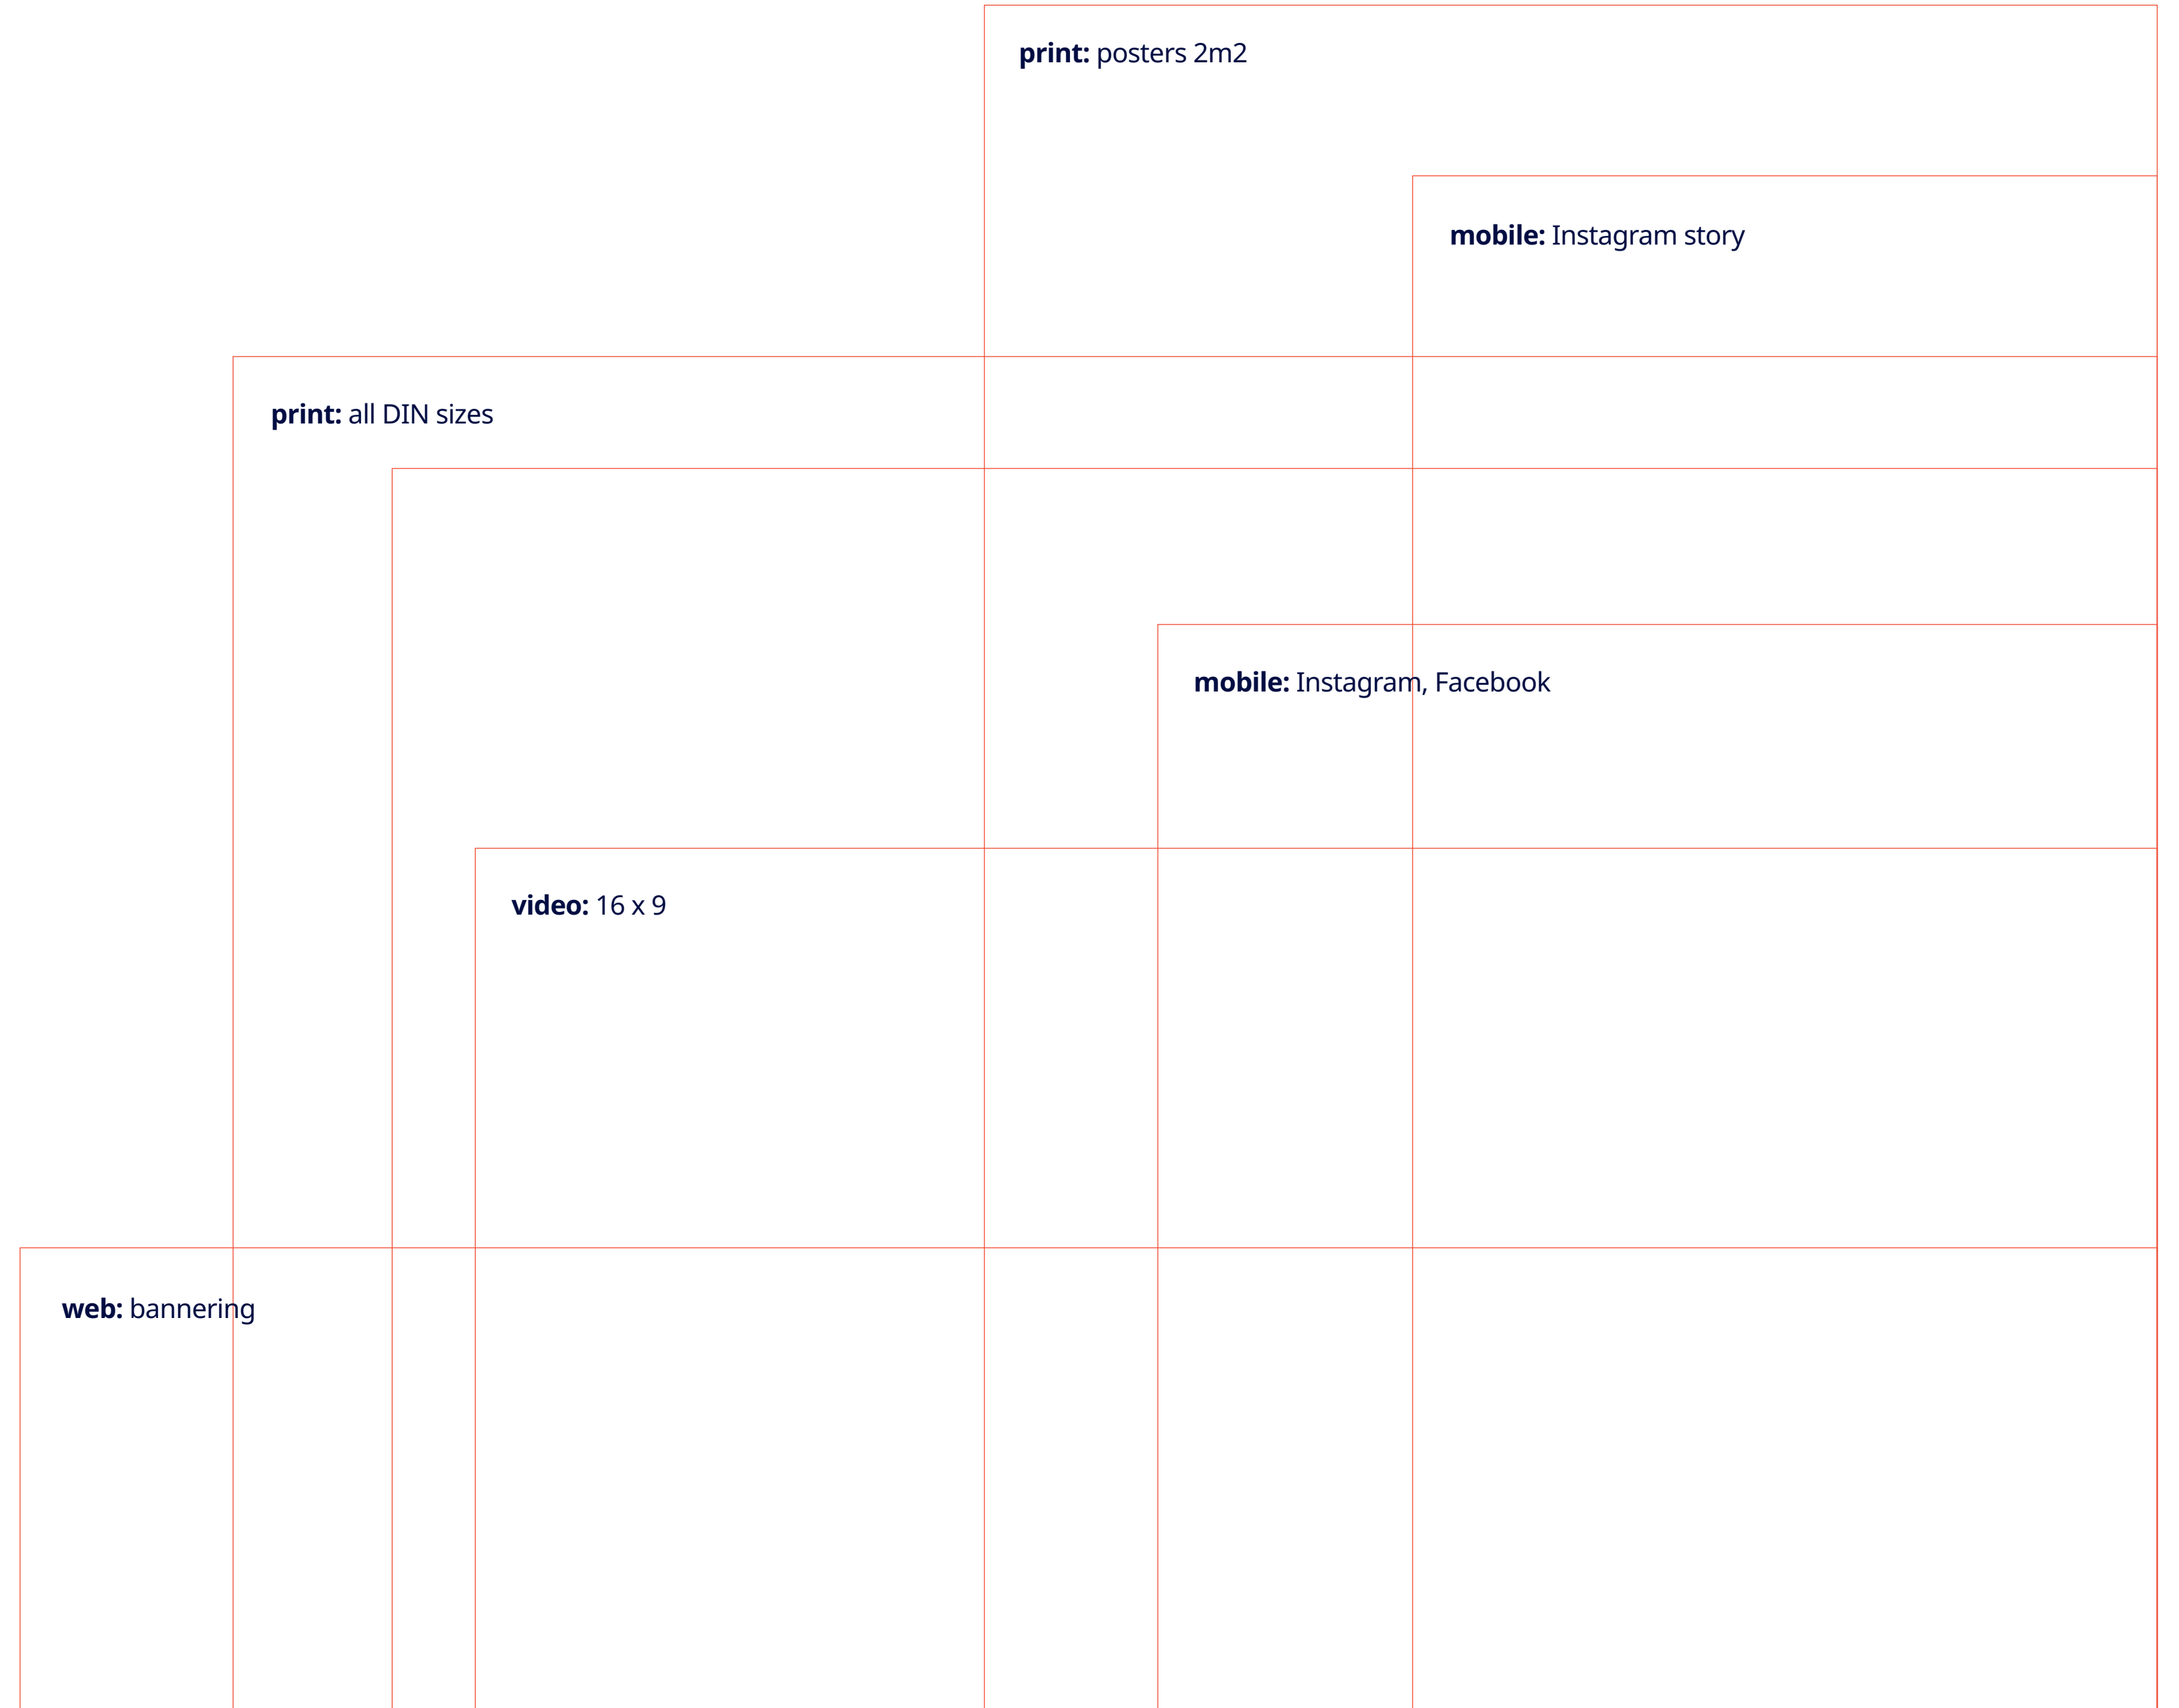 print: posters 2m2
mobile: Instagram story
print: all DIN sizes
mobile: Instagram, Facebook
video: 16 x 9
web: bannering